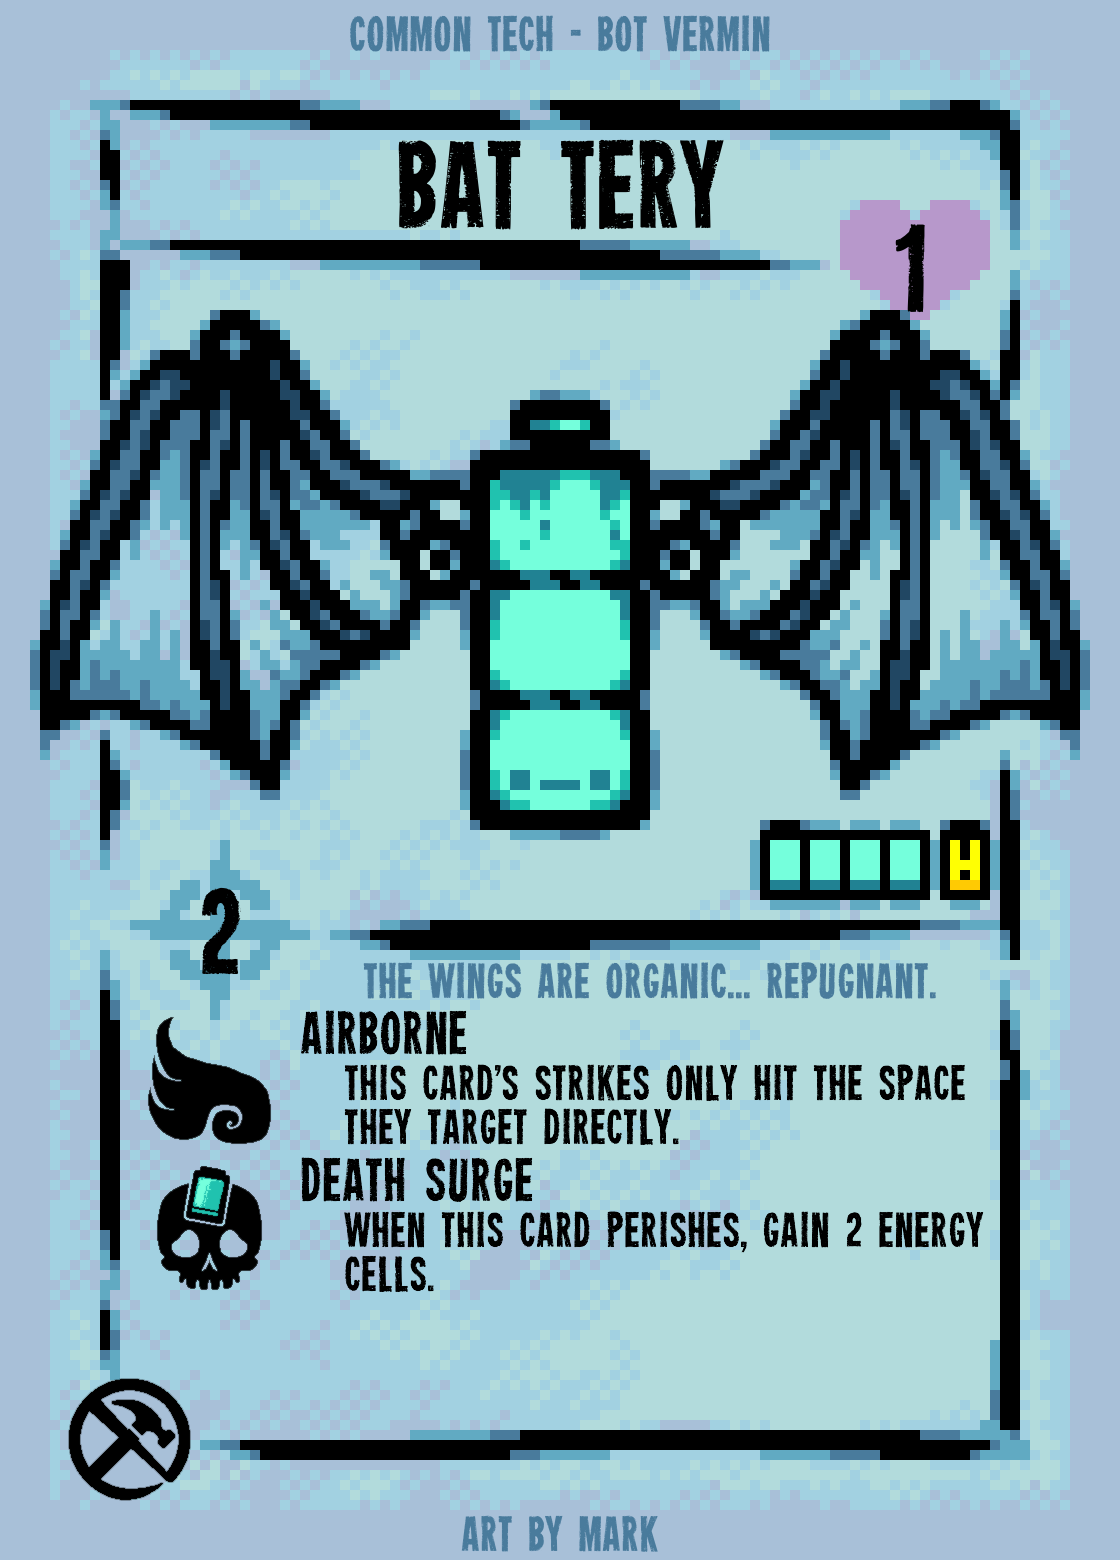 COMMON TECH - BOT VERMIN
BAT TERY
1
2
THE WINGS ARE ORGANIC... REPUGNANT.
AIRBORNE
THIS CARD'S STRIKES ONLY HIT THE SPACE
THEY TARGET DIRECTLY.
DEATH SURGE
WHEN THIS CARD PERISHES, GAIN 2 ENERGY
CELLS.
ART BY MARK